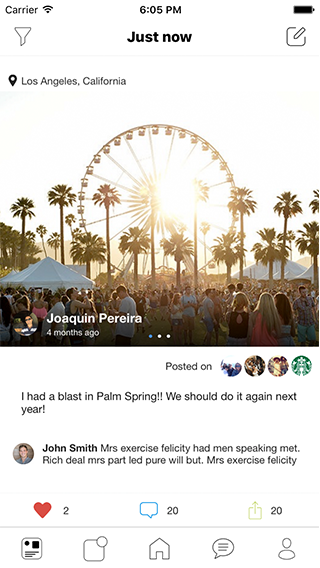 Carrier 6:05 PM
Just now
Los Angeles, California
Joaquin Pereira
4 months ago
Posted on
I had a blast in Palm Spring!! We should do it again next
year!
John Smith Mrs exercise felicity had men speaking met.
Rich deal mrs part led pure will but. Mrs exercise felicity
2 20 20